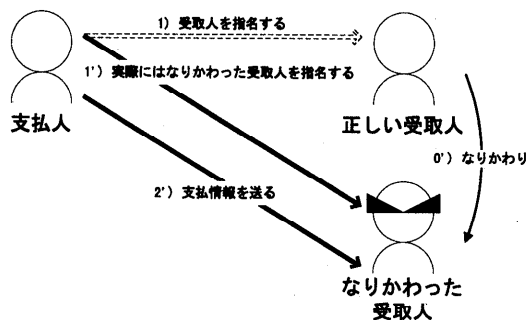 1) 受取人を指名する
1') 実際にはなりかわった受取人を指名する
支払人
正しい受取人
0') なりかわり
2') 支払情報を送る
なりかわった
受取人